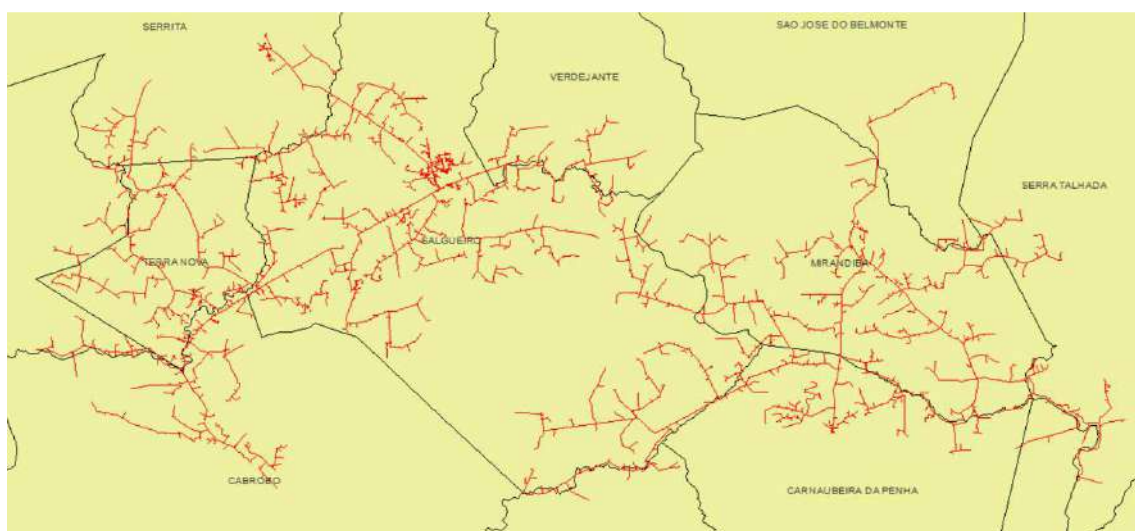 SERRITA
SAO JOSE DO BELMONTE
VERDEJANTE
SERRA TALHADA
SALGUEIRO
TERRA NOVA
MIRANDIBA
CABROBO
CARNAUBEIRA DA PENHA